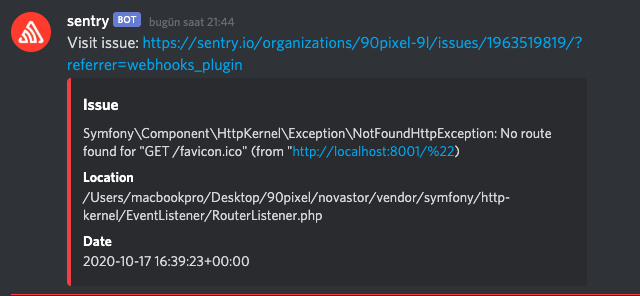 sentry BOT bugün saat 21:44
Visit issue: https://sentry.io/organizations/90pixel-9l/issues/1963519819/?
referrer=webhooks_plugin
Issue
Symfony\Component\HttpKernel\Exception\NotFoundHttpException: No route
found for "GET /favicon.ico" (from "http://localhost:8001/%22)
Location
/Users/macbookpro/Desktop/90pixel/novastor/vendor/symfony/http-
kernel/EventListener/RouterListener.php
Date
2020-10-17 16:39:23+00:00